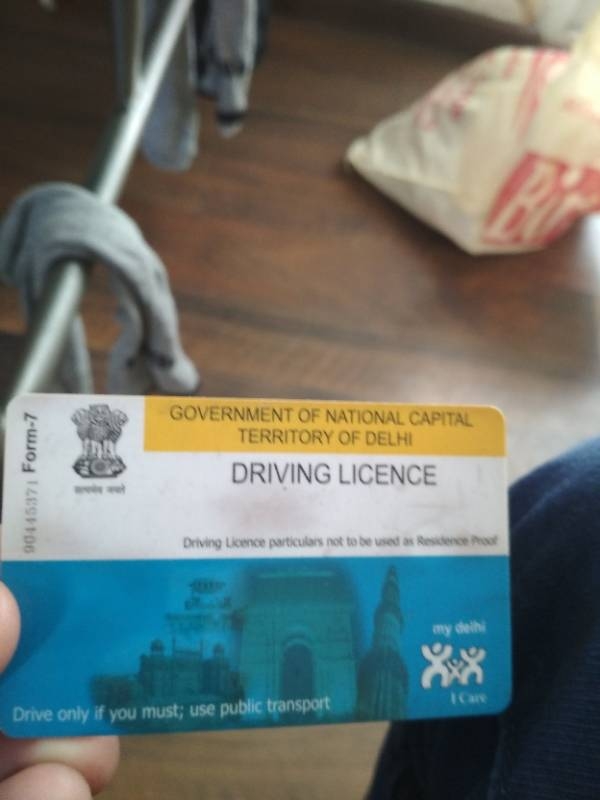 Form-7
90445371
सत्यमेव जयते
GOVERNMENT OF NATIONAL CAPITAL
TERRITORY OF DELHI
DRIVING LICENCE
Driving Licence particulars not to be used as Residence Proof
my delhi
I Care
Drive only if you must; use public transport